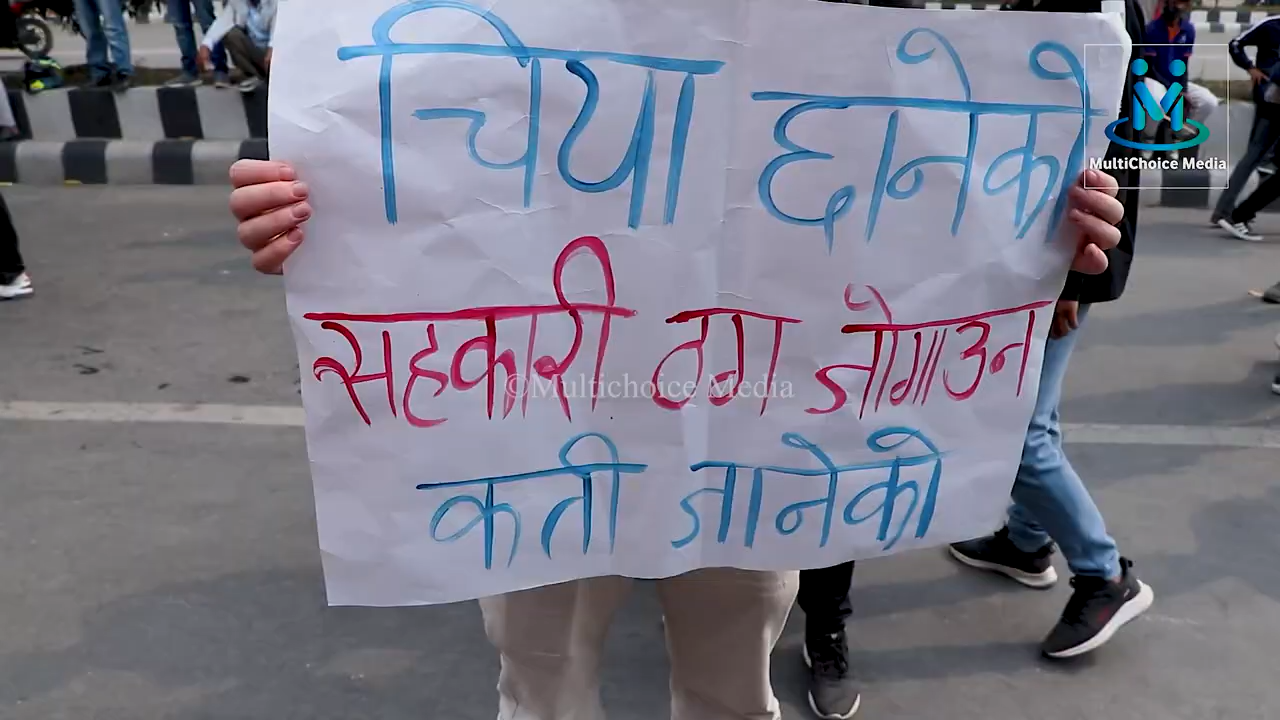 चिया छानेको
सहकारी ठग जोगाउन
कती जानेको
MultiChoice Media
©Multichoice Media